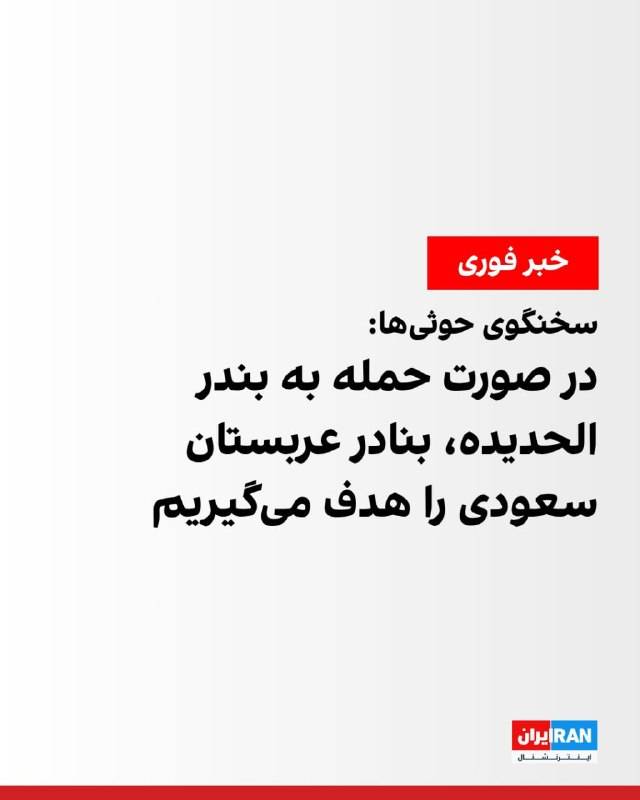 خبر فوری
سخنگوی حوثی‌ها:
در صورت حمله به بندر
الحدیده، بنادر عربستان
سعودی را هدف می‌گیریم
ایران IRAN
اینترنشنال